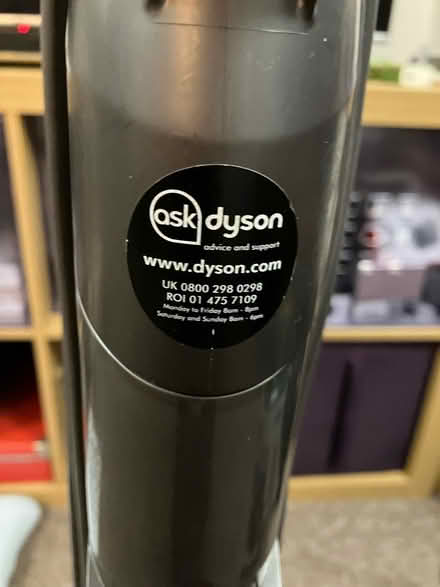 ask dyson
advice and support
www.dyson.com
UK 0800 298 0298
ROI 01 475 7109
Monday to Friday 8am - 8pm
Saturday and Sunday 8am - 6pm